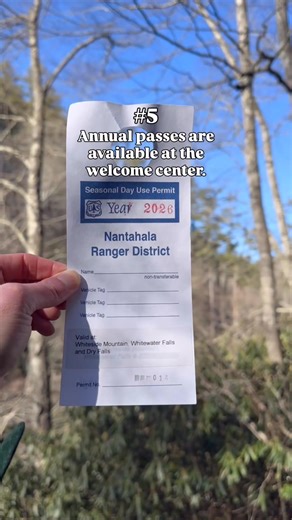 #5
Annual passes are
available at the
welcome center.
Seasonal Day Use Permit
US
Year 2026
Nantahala
Ranger District
Name
non-transferable
Vehicle Tag
Vehicle Tag
Vehicle Tag
Valid at
Whiteside Mountain, Whitewater Falls
and Dry Falls
Permit No.